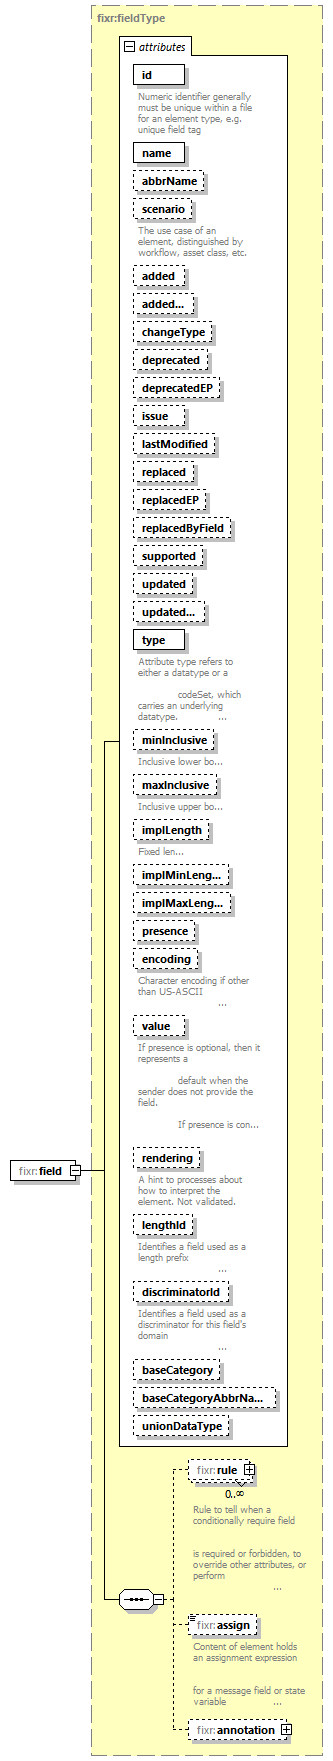 fixr:fieldType
attributes
id
Numeric identifier generally
must be unique within a file
for an element type, e.g.
unique field tag
name
abbrName
scenario
The use case of an
element, distinguished by
workflow, asset class, etc.
added
added...
changeType
deprecated
deprecatedEP
issue
lastModified
replaced
replacedEP
replacedByField
supported
updated
updated...
type
Attribute type refers to
either a datatype or a
codeSet, which
carries an underlying
datatype. ...
minInclusive
Inclusive lower bo...
maxInclusive
Inclusive upper bo...
implLength
Fixed len...
implMinLeng...
implMaxLeng...
presence
encoding
Character encoding if other
than US-ASCII
...
value
If presence is optional, then it
represents a
default when the
sender does not provide the
field.
If presence is con...
rendering
A hint to processes about
how to interpret the
element. Not validated.
lengthId
Identifies a field used as a
length prefix
...
discriminatorId
Identifies a field used as a
discriminator for this field's
domain
...
baseCategory
baseCategoryAbbrNa...
unionDataType
fixr:field
fixr:rule
0..∞
Rule to tell when a
conditionally require field
is required or forbidden, to
override other attributes, or
perform
...
fixr:assign
Content of element holds
an assignment expression
for a message field or state
variable ...
fixr:annotation